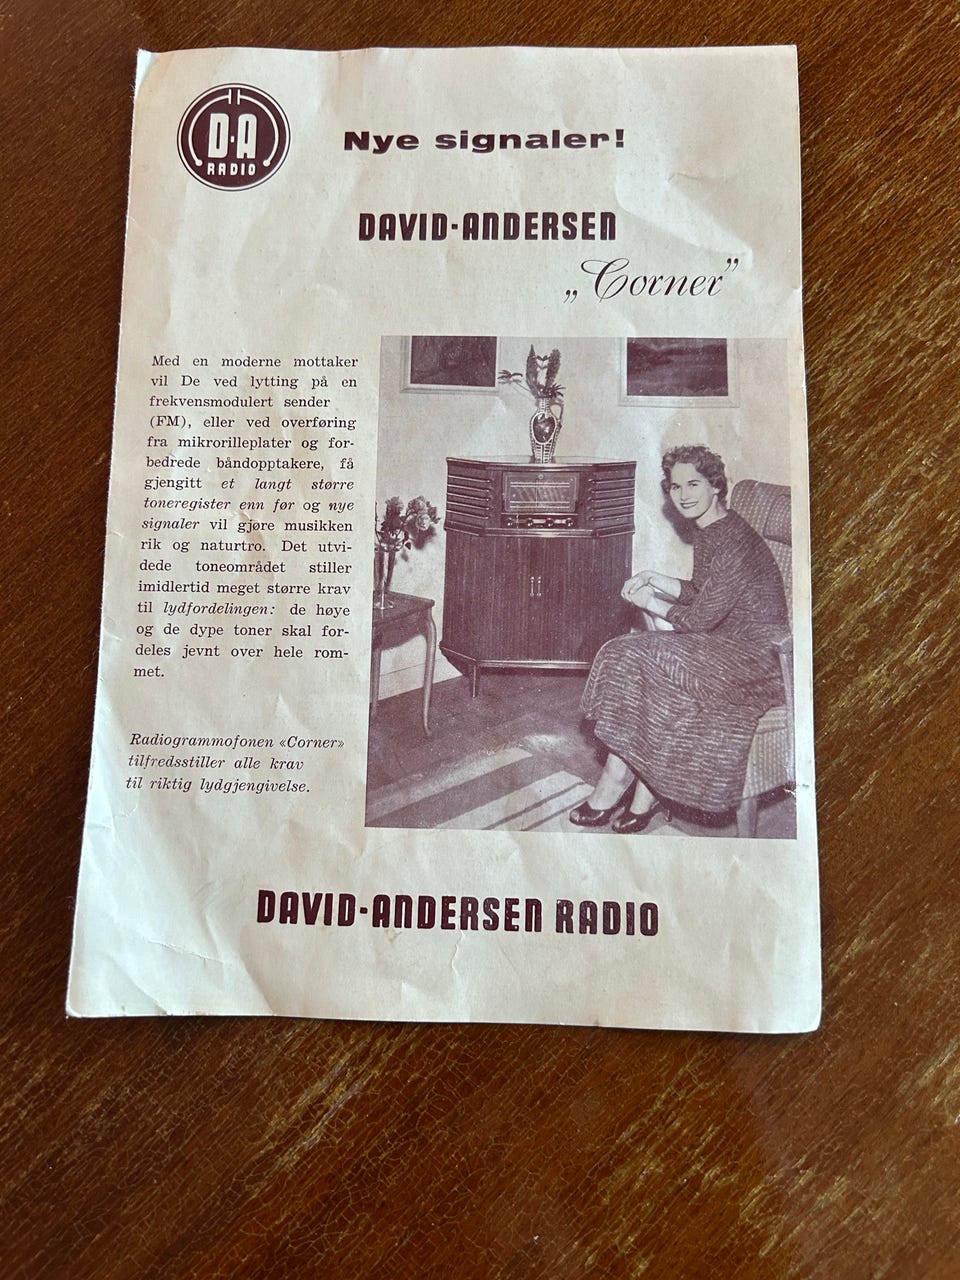 D-A
RADIO
Nye signaler!
DAVID-ANDERSEN
„Corner”
Med en moderne mottaker
vil De ved lytting på en
frekvensmodulert sender
(FM), eller ved overføring
fra mikrorilleplater og for-
bedrede båndopptakere, få
gjengitt et langt større
toneregister enn før og nye
signaler vil gjøre musikken
rik og naturtro. Det utvi-
dede toneområdet stiller
imidlertid meget større krav
til lydfordelingen: de høye
og de dype toner skal for-
deles jevnt over hele rom-
met.
Radiogrammofonen «Corner»
tilfredsstiller alle krav
til riktig lydgjengivelse.
DAVID-ANDERSEN RADIO